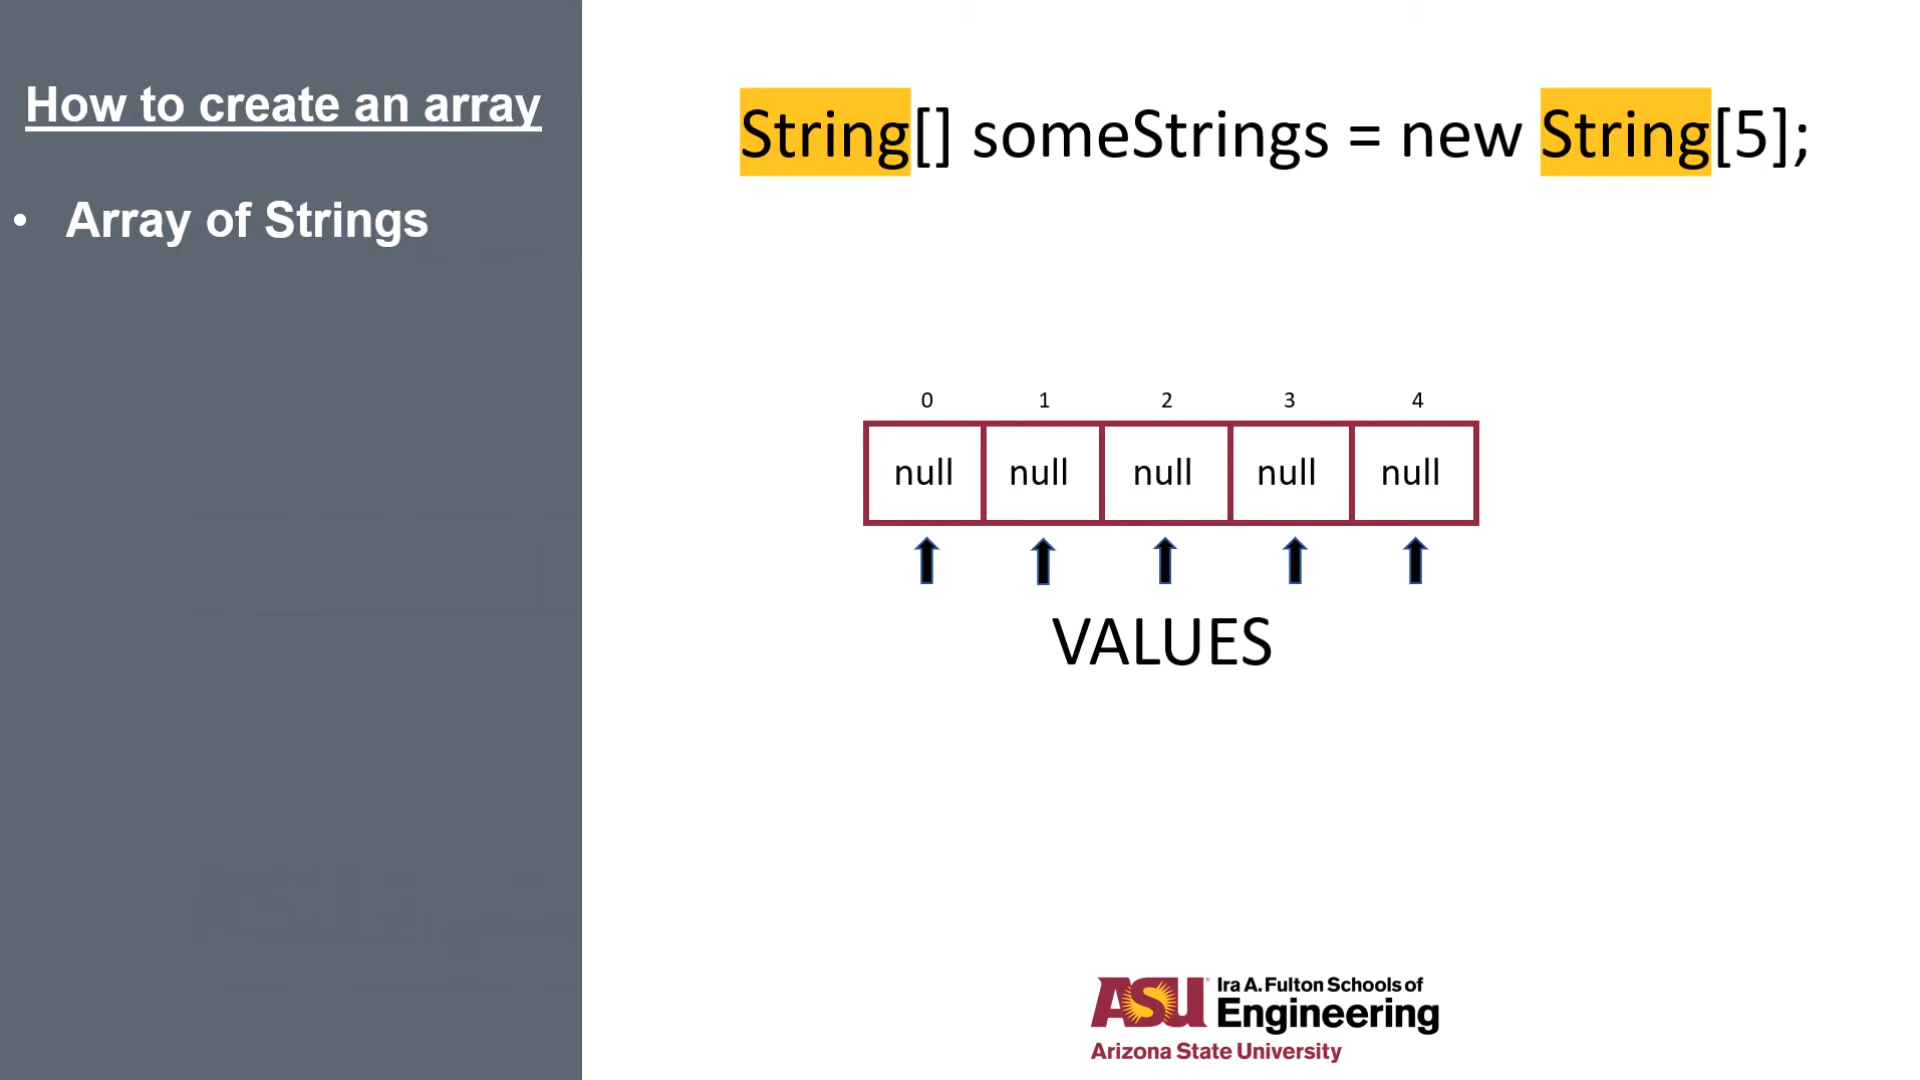 How to create an array
• Array of Strings
String[] someStrings = new String[5];
0 1 2 3 4
null null null null null
VALUES
ASU Ira A. Fulton Schools of
Engineering
Arizona State University